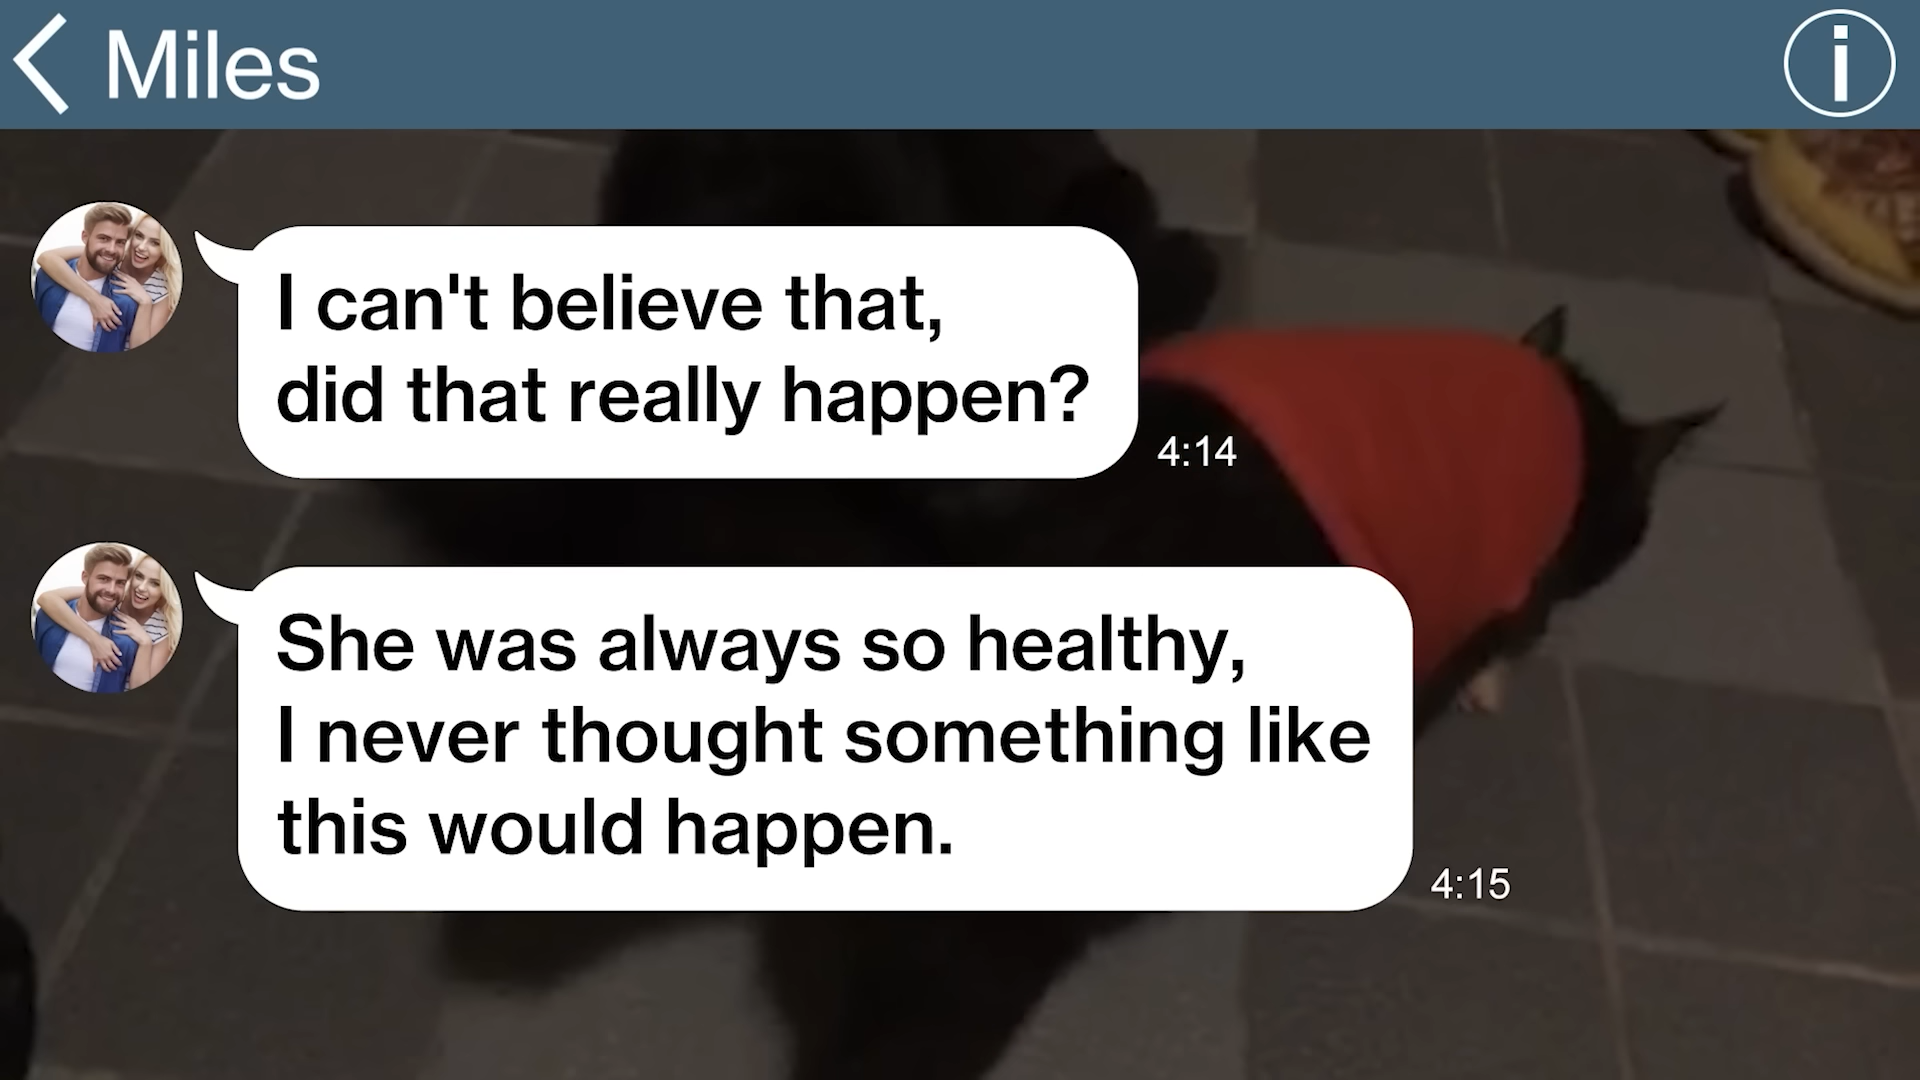 Miles
I can't believe that,
did that really happen?
4:14
She was always so healthy,
I never thought something like
this would happen.
4:15